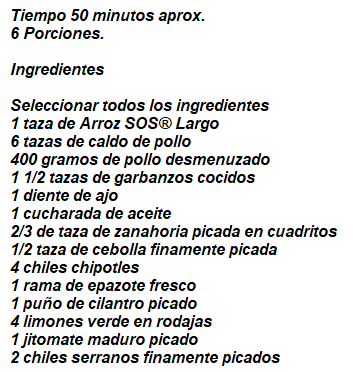 Tiempo 50 minutos aprox.
6 Porciones.
Ingredientes
Seleccionar todos los ingredientes
1 taza de Arroz SOS® Largo
6 tazas de caldo de pollo
400 gramos de pollo desmenuzado
1 1/2 tazas de garbanzos cocidos
1 diente de ajo
1 cucharada de aceite
2/3 de taza de zanahoria picada en cuadritos
1/2 taza de cebolla finamente picada
4 chiles chipotles
1 rama de epazote fresco
1 puño de cilantro picado
4 limones verde en rodajas
1 jitomate maduro picado
2 chiles serranos finamente picados